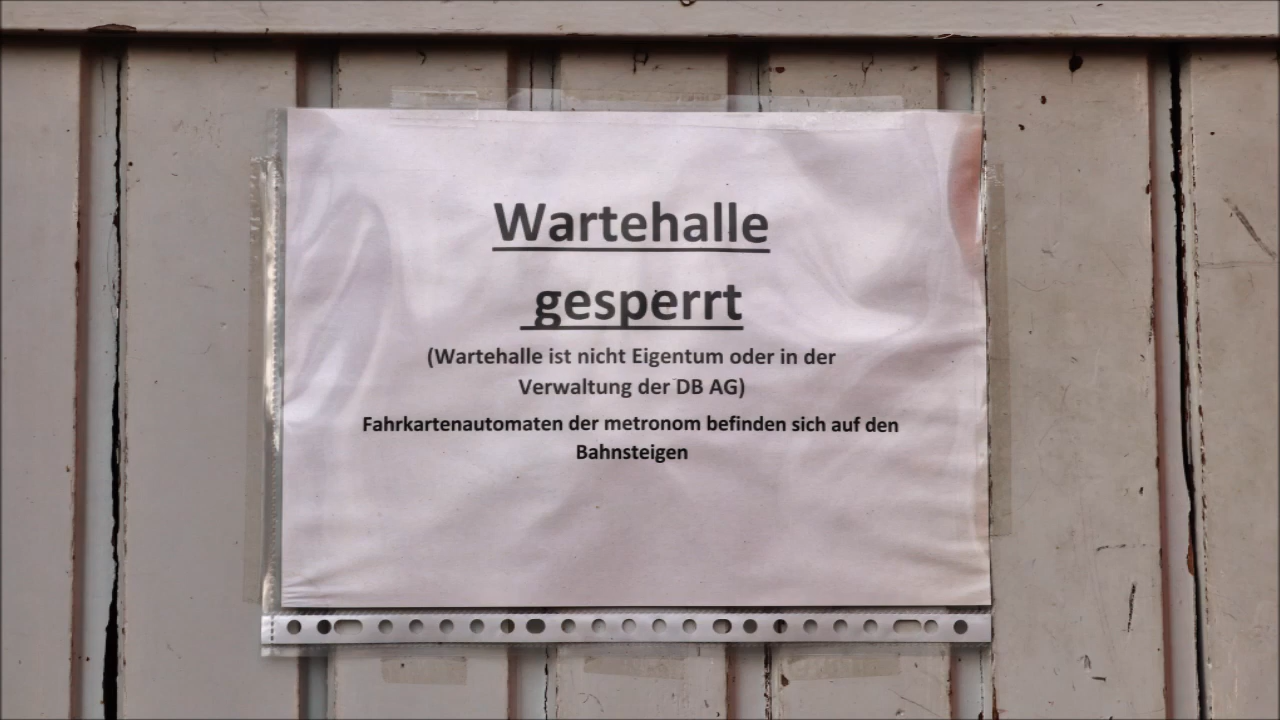 Wartehalle
gesperrt
(Wartehalle ist nicht Eigentum oder in der
Verwaltung der DB AG)
Fahrkartenautomaten der metronom befinden sich auf den
Bahnsteigen